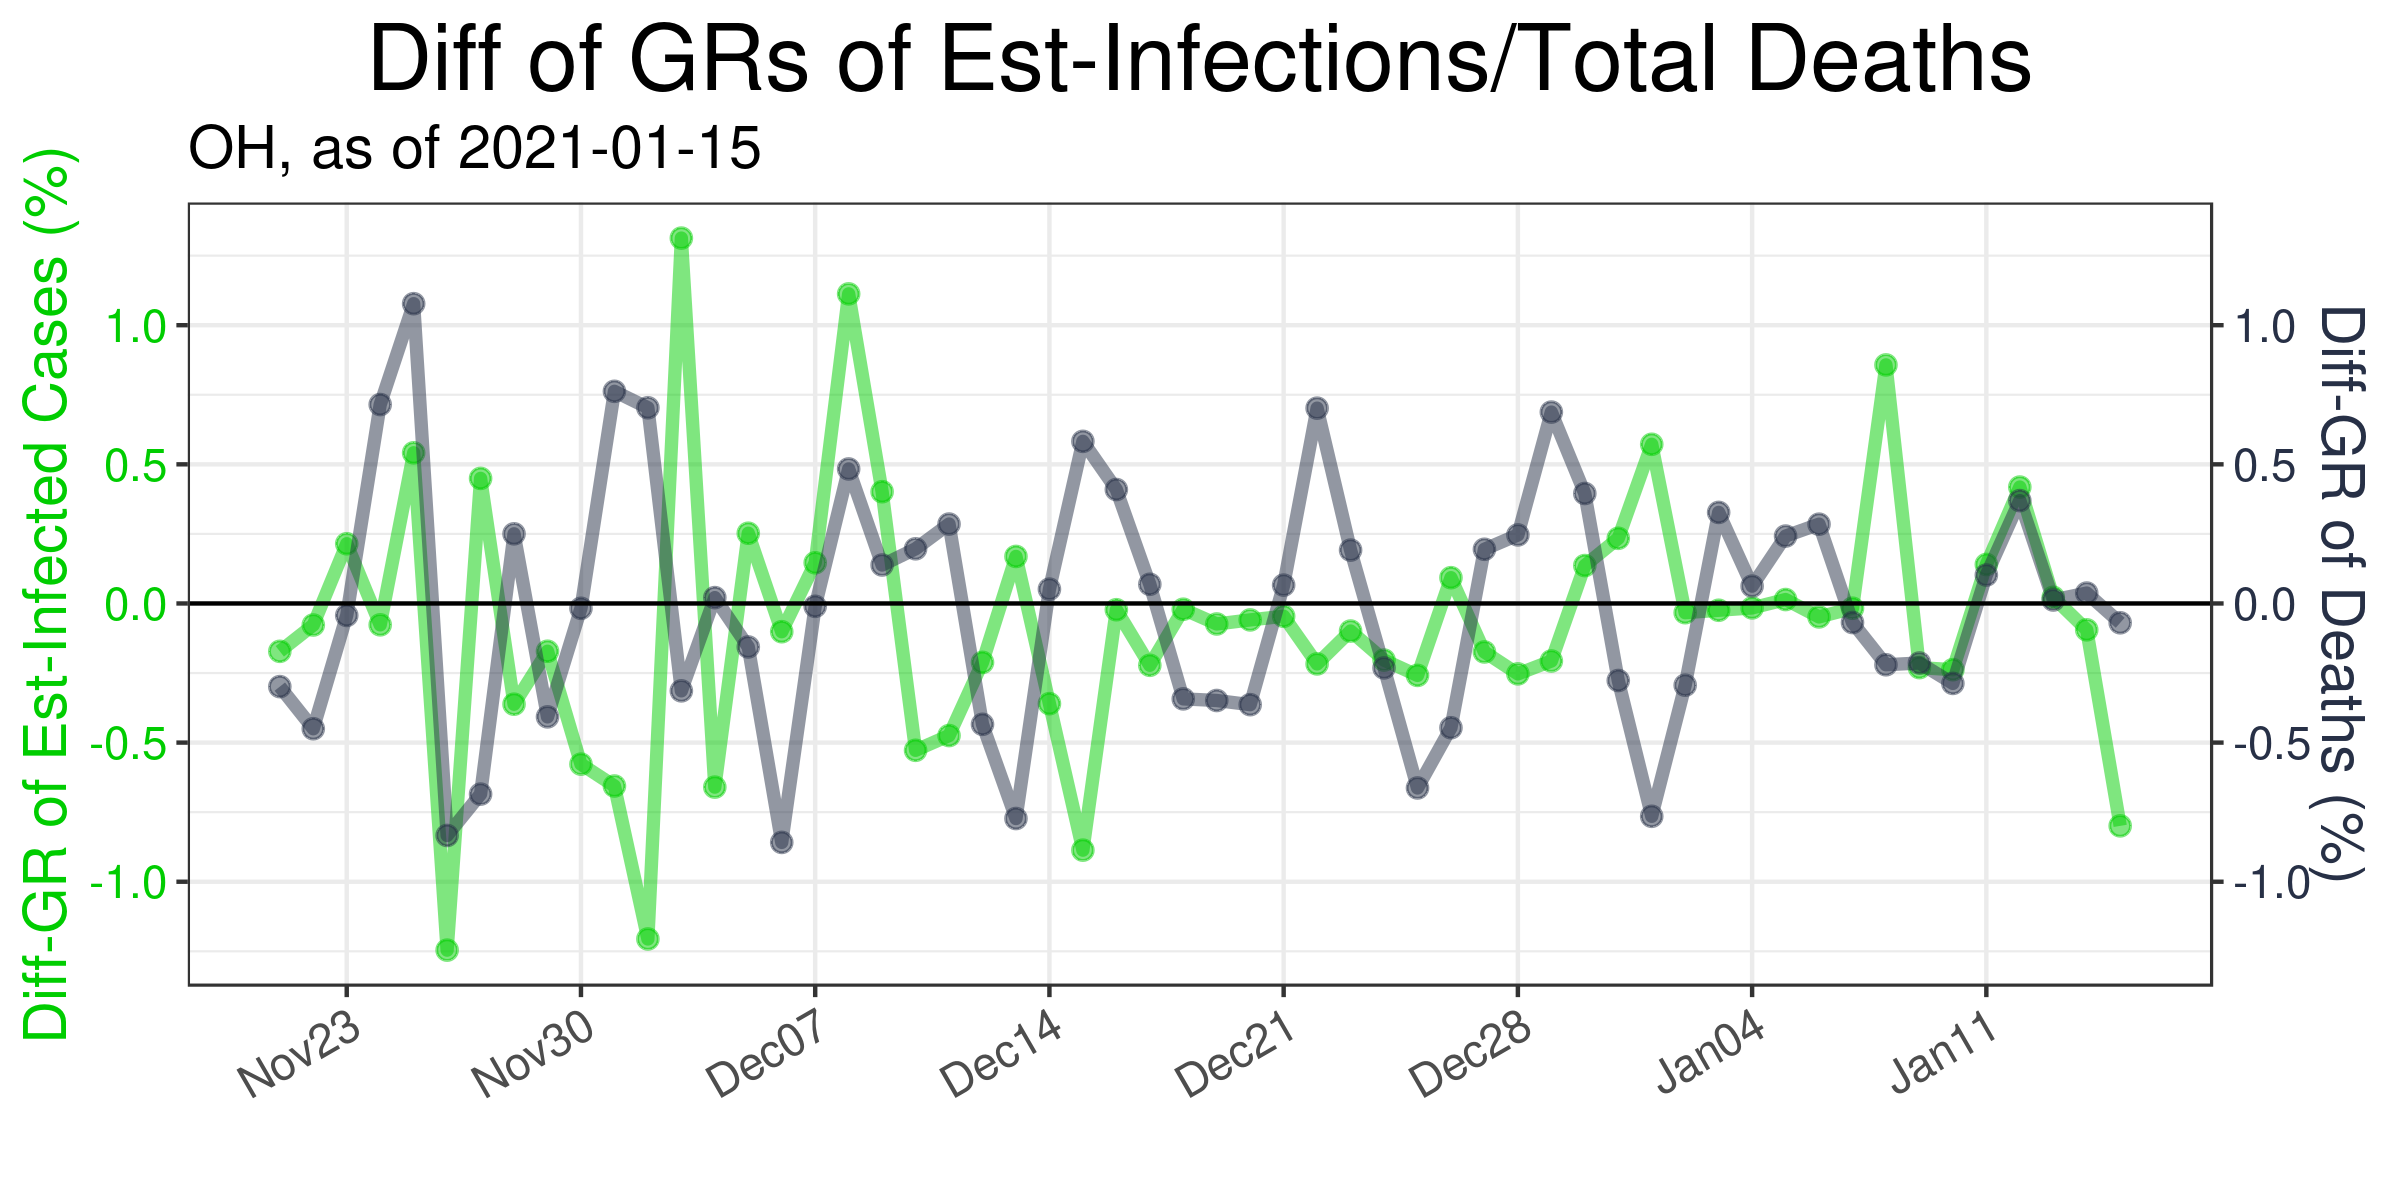 Diff of GRs of Est-Infections/Total Deaths
OH, as of 2021-01-15
Diff-GR of Est-Infected Cases (%)
1.0
0.5
0.0
-0.5
-1.0
1.0
0.5
0.0
-0.5
-1.0
Diff-GR of Deaths (%)
Nov23
Nov30
Dec07
Dec14
Dec21
Dec28
Jan04
Jan11